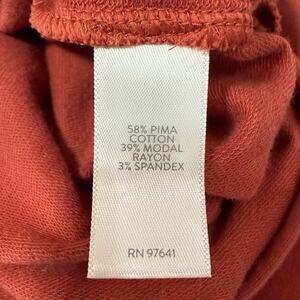 58% PIMA
COTTON
39% MODAL
RAYON
3% SPANDEX
RN 97641